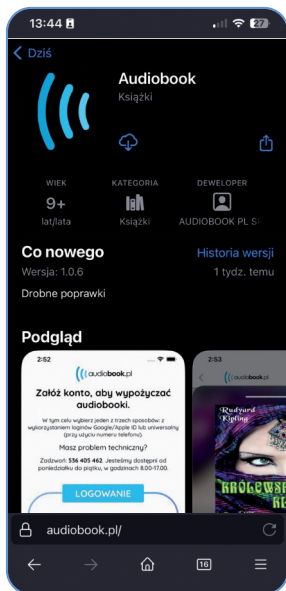 13:44
27
Dziś
Audiobook
Książki
WIEK
KATEGORIA
DEWELOPER
9+
lat/lata
Książki
AUDIOBOOK PL S
Co nowego
Historia wersji
Wersja: 1.0.6
1 tydz. temu
Drobne poprawki
Podgląd
2:52
audiobook.pl
Załóż konto, aby wypożyczać
audiobooki.
W tym celu wybierz jeden z trzech sposobów: z
wykorzystaniem loginów Google/Apple ID lub uniwersalny
(przy użyciu numeru telefonu).
Masz problem techniczny?
Zadzwoń: 536 405 462. Jesteśmy dostępni od
poniedziałku do piątku, w godzinach 8.00-17.00.
LOGOWANIE
2:53
audiobook.pl
Rudyard
Kipling
KRÓLEWSK
audiobook.pl/
16